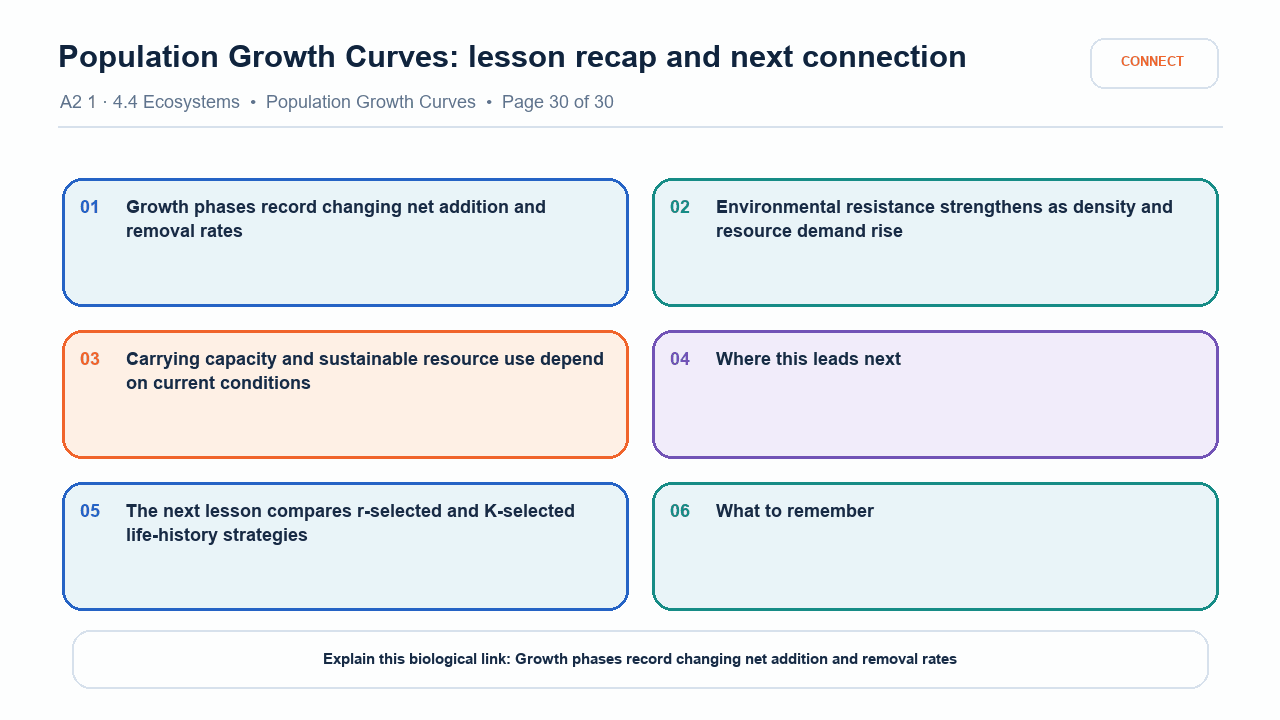 Population Growth Curves: lesson recap and next connection
CONNECT
A2 1 · 4.4 Ecosystems • Population Growth Curves • Page 30 of 30
01 Growth phases record changing net addition and
removal rates
02 Environmental resistance strengthens as density and
resource demand rise
03 Carrying capacity and sustainable resource use depend
on current conditions
04 Where this leads next
05 The next lesson compares r-selected and K-selected
life-history strategies
06 What to remember
Explain this biological link: Growth phases record changing net addition and removal rates